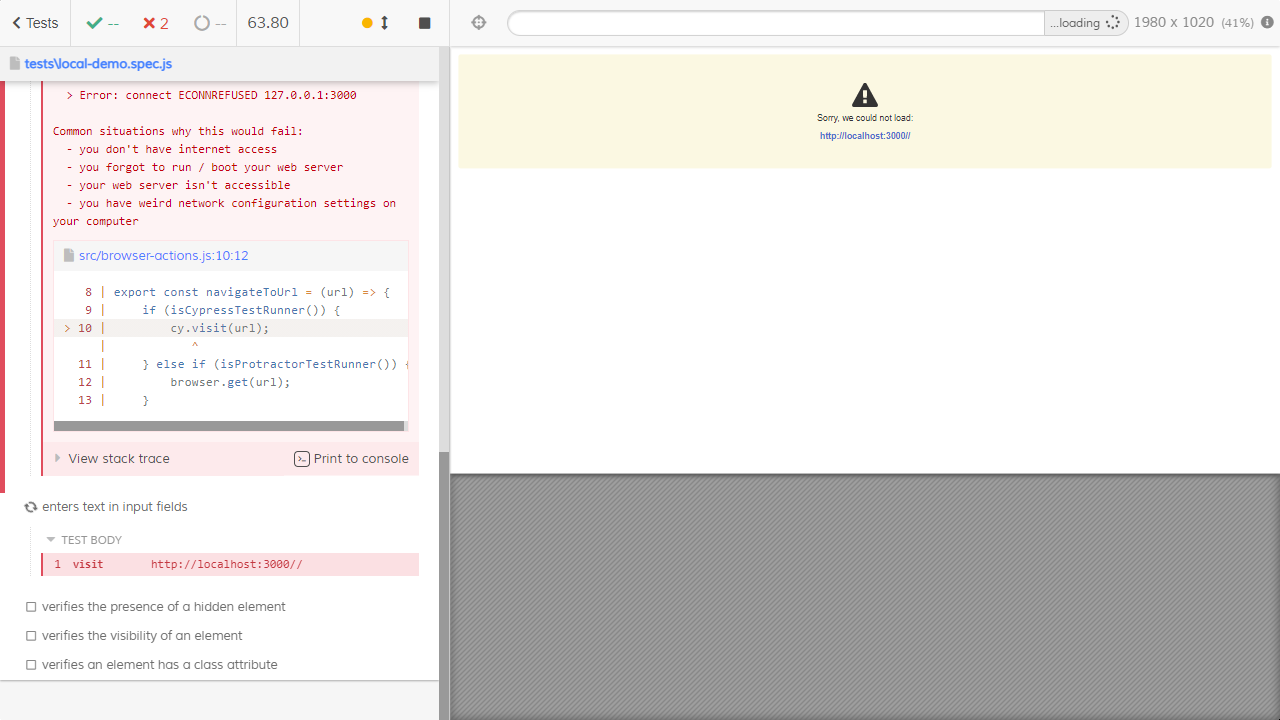 Tests
--
2
--
63.80
...loading
1980 x 1020 (41%)
tests\local-demo.spec.js
> Error: connect ECONNREFUSED 127.0.0.1:3000
Common situations why this would fail:
- you don't have internet access
- you forgot to run / boot your web server
- your web server isn't accessible
- you have weird network configuration settings on
your computer
src/browser-actions.js:10:12
8 | export const navigateToUrl = (url) => {
9 | if (isCypressTestRunner()) {
> 10 | cy.visit(url);
| ^
11 | } else if (isProtractorTestRunner()) {
12 | browser.get(url);
13 | }
View stack trace
Print to console
enters text in input fields
TEST BODY
1 visit http://localhost:3000//
verifies the presence of a hidden element
verifies the visibility of an element
verifies an element has a class attribute
Sorry, we could not load:
http://localhost:3000//